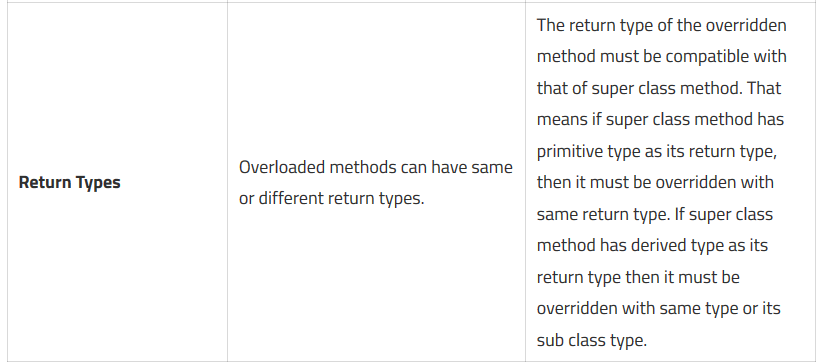 Return Types
Overloaded methods can have same
or different return types.
The return type of the overridden
method must be compatible with
that of super class method. That
means if super class method has
primitive type as its return type,
then it must be overridden with
same return type. If super class
method has derived type as its
return type then it must be
overridden with same type or its
sub class type.